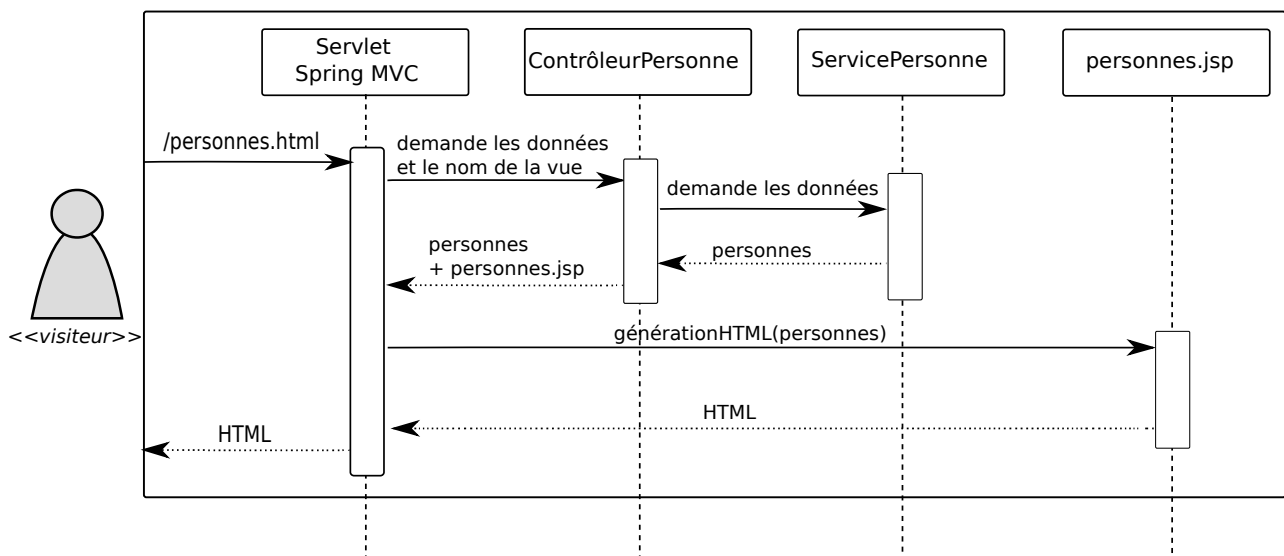 Servlet
Spring MVC
ContrôleurPersonne
ServicePersonne
personnes.jsp
/personnes.html
demande les données
et le nom de la vue
demande les données
personnes
personnes
+ personnes.jsp
<<visiteur>>
générationHTML(personnes)
HTML
HTML